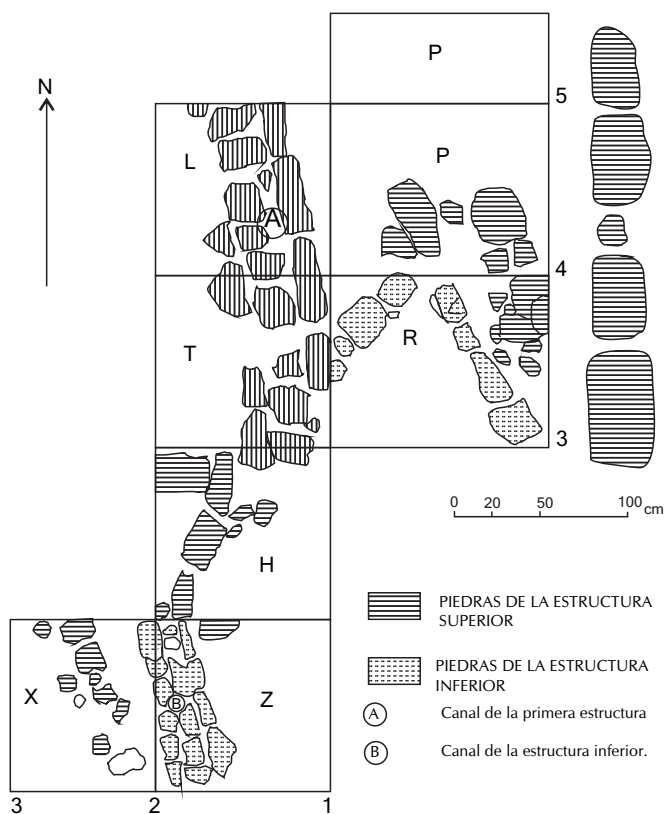 P
N
5
L
P
A
4
T
R
3
0 20 50 100 cm
H
PIEDRAS DE LA ESTRUCTURA
SUPERIOR
PIEDRAS DE LA ESTRUCTURA
INFERIOR
X
B
Z
A Canal de la primera estructura
B Canal de la estructura inferior.
3 2 1